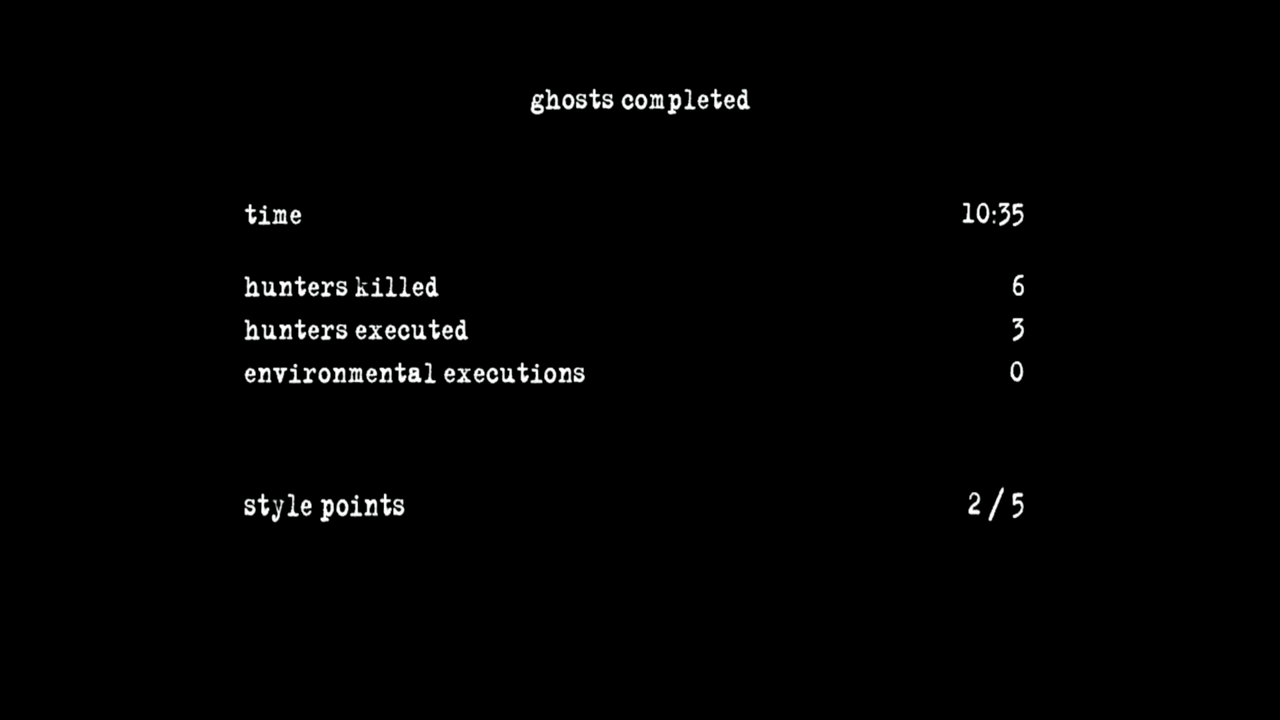 ghosts completed
time 10:35
hunters killed 6
hunters executed 3
environmental executions 0
style points 2 / 5